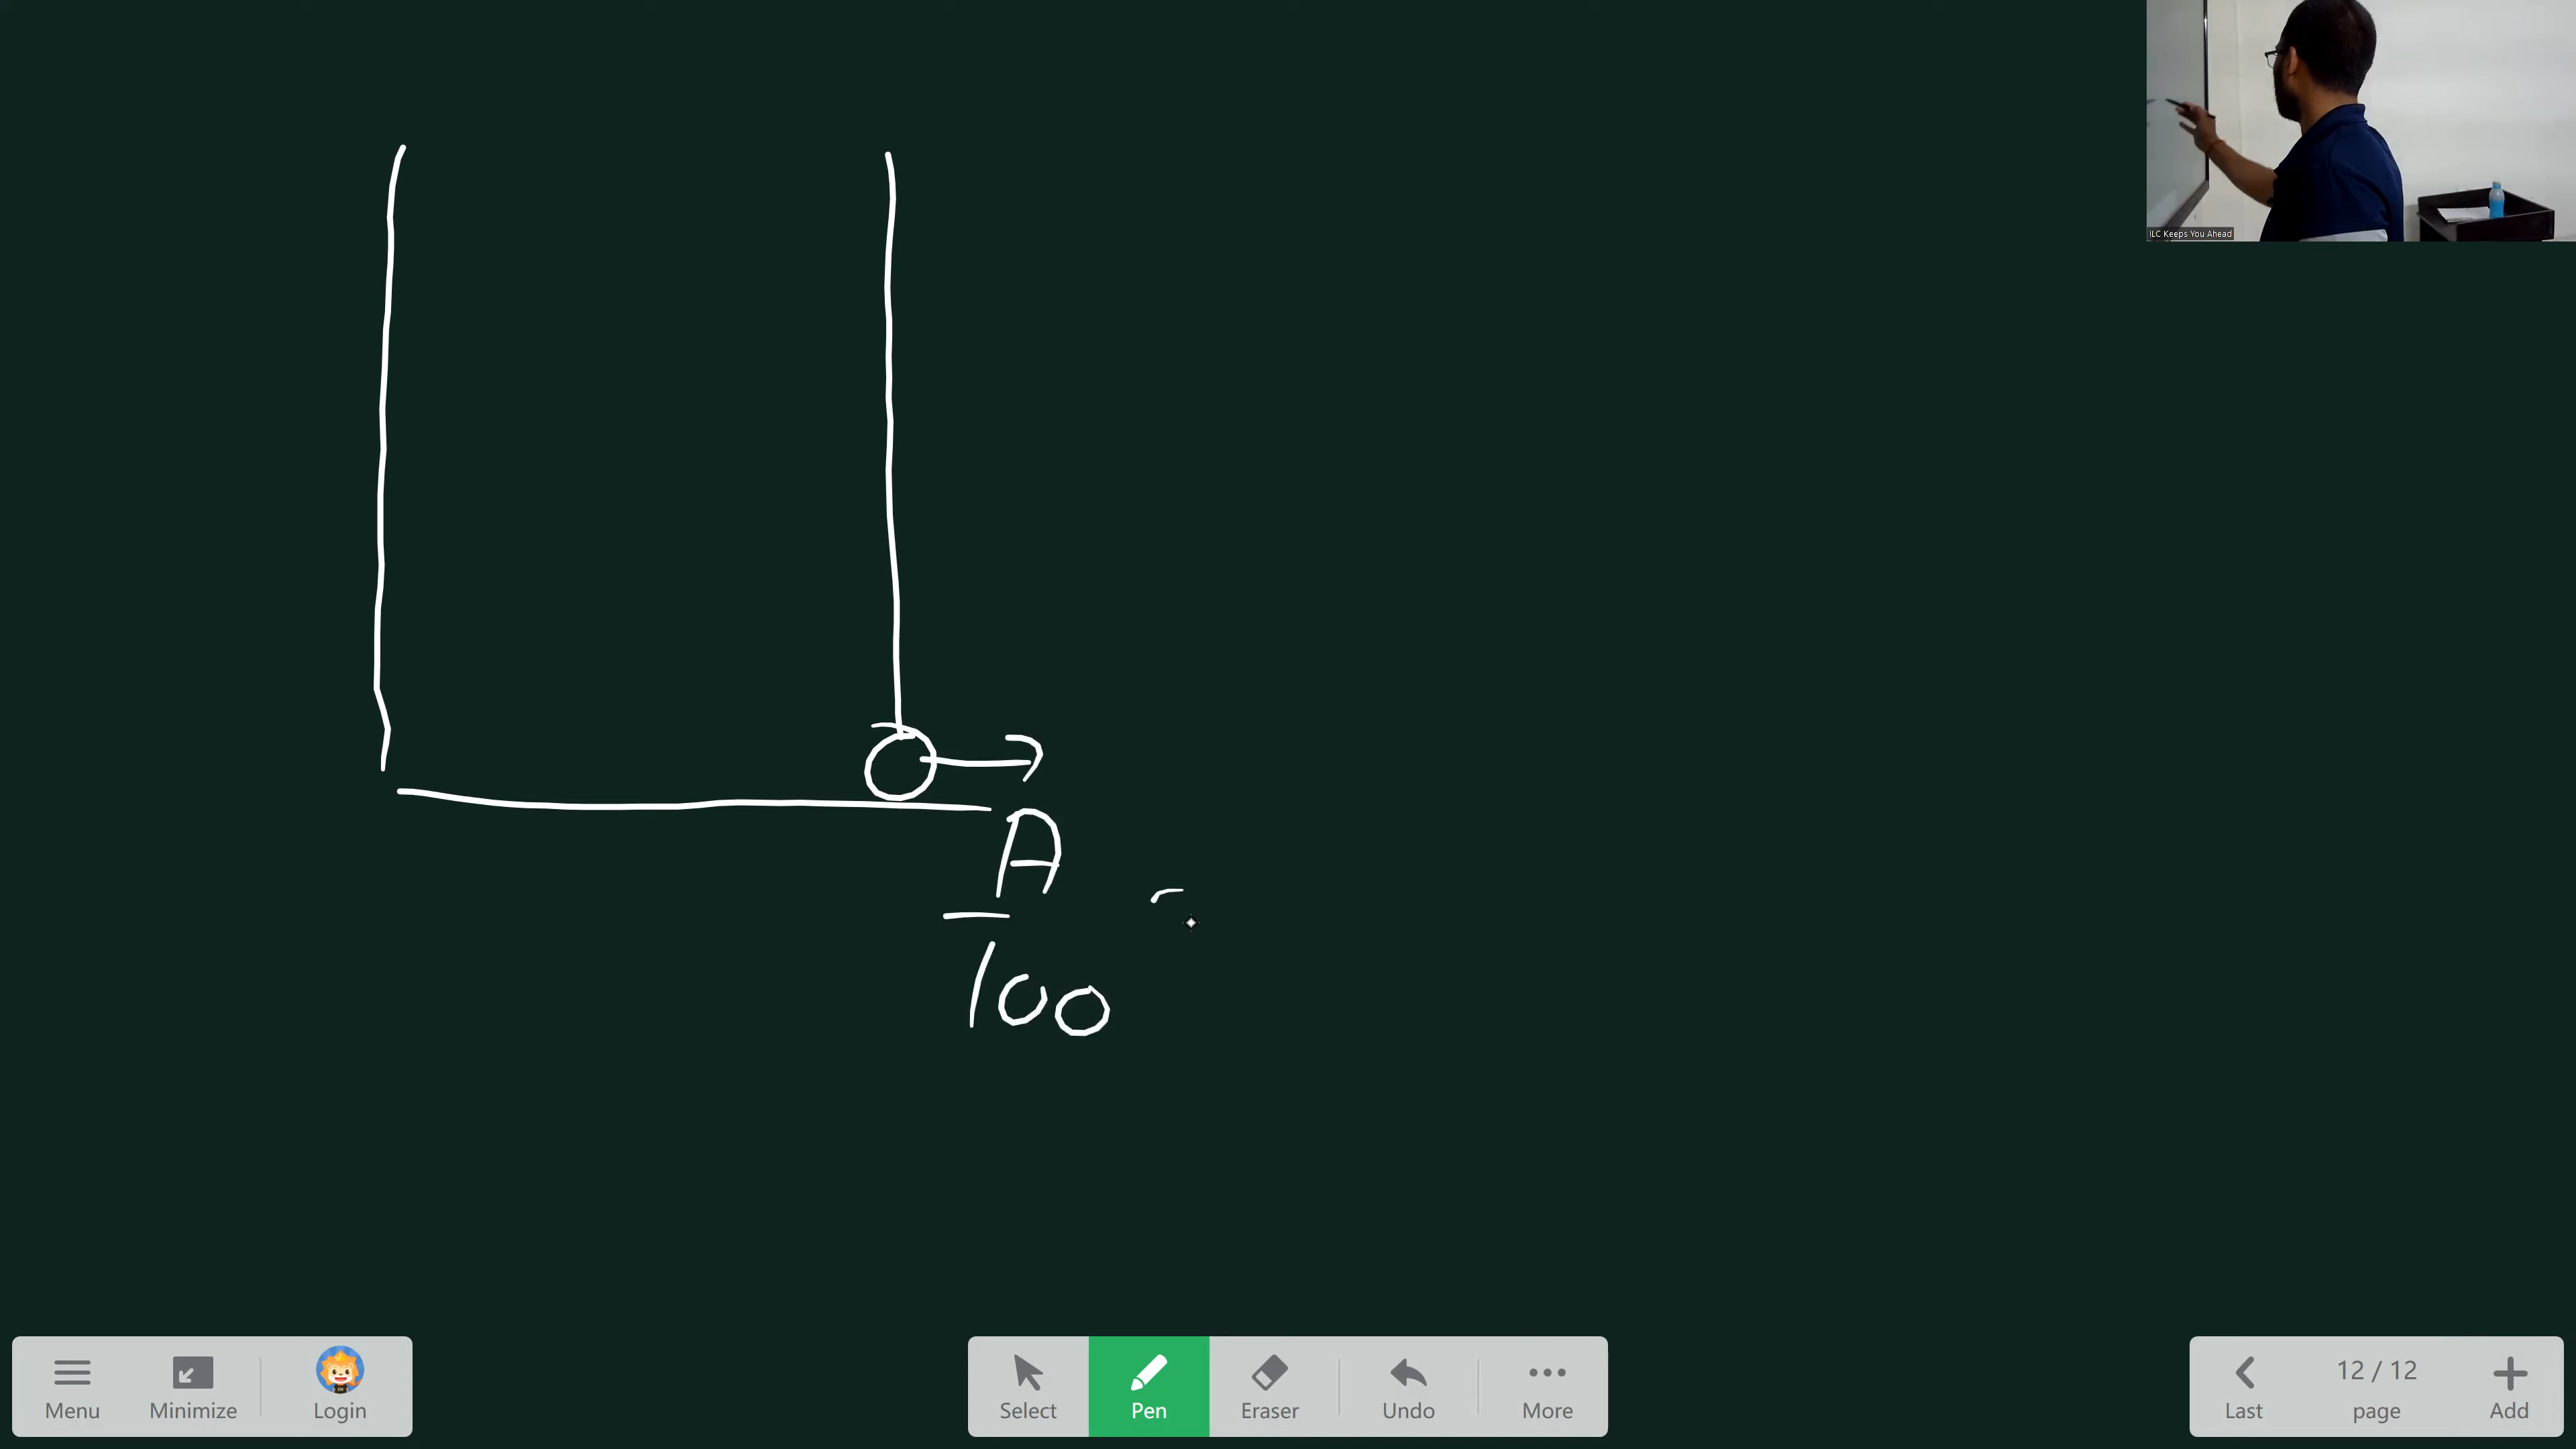 ILC Keeps You Ahead
A
100
Menu
Minimize
Login
Select
Pen
Eraser
Undo
More
Last
12 / 12
page
Add